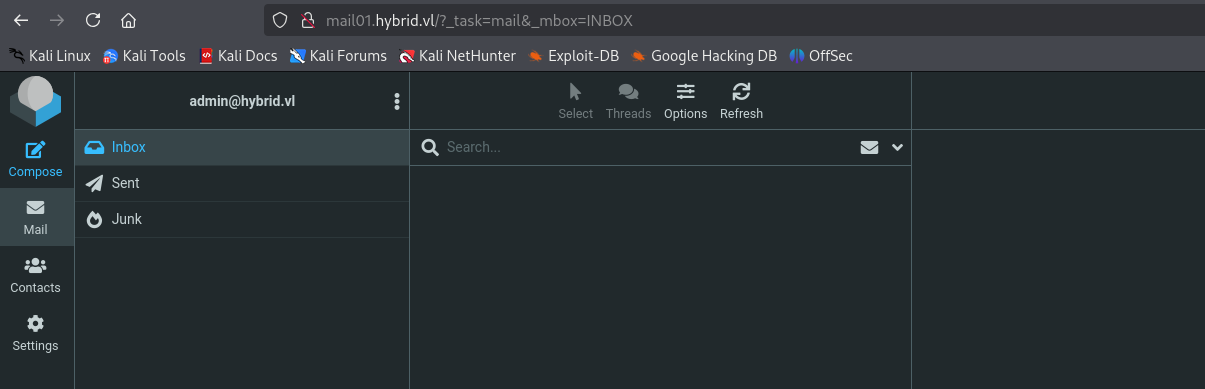 mail01.hybrid.vl/?_task=mail&_mbox=INBOX
Kali Linux Kali Tools Kali Docs Kali Forums Kali NetHunter Exploit-DB Google Hacking DB OffSec
admin@hybrid.vl
Select Threads Options Refresh
Inbox
Search...
Compose
Sent
Mail
Junk
Contacts
Settings